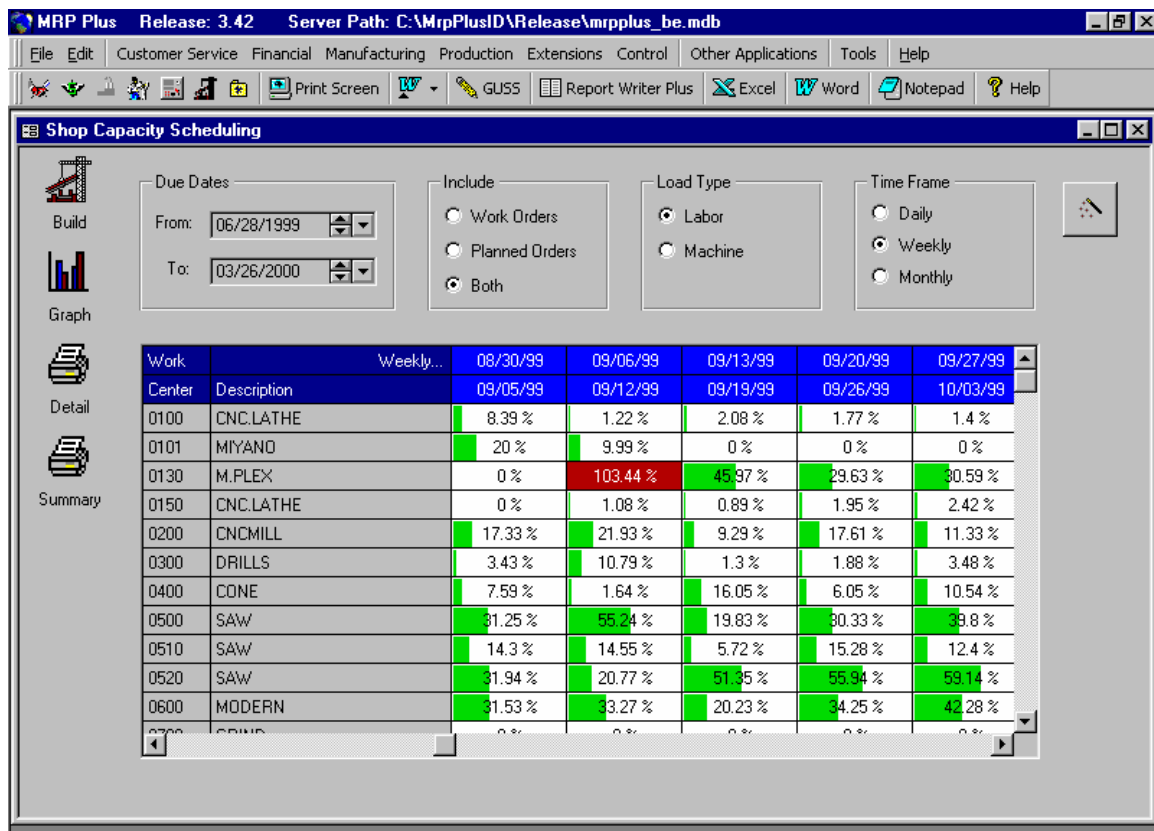 MRP Plus Release: 3.42 Server Path: C:\MrpPlusID\Release\mrpplus_be.mdb
File Edit Customer Service Financial Manufacturing Production Extensions Control Other Applications Tools Help
Print Screen GUSS Report Writer Plus Excel Word Notepad Help
Shop Capacity Scheduling
Build
Graph
Detail
Summary
Due Dates
From: 06/28/1999
To: 03/26/2000
Include
Work Orders
Planned Orders
Both
Load Type
Labor
Machine
Time Frame
Daily
Weekly
Monthly
Work Weekly... 08/30/99 09/06/99 09/13/99 09/20/99 09/27/99
Center Description 09/05/99 09/12/99 09/19/99 09/26/99 10/03/99
0100 CNC.LATHE 8.39 % 1.22 % 2.08 % 1.77 % 1.4 %
0101 MIYANO 20 % 9.99 % 0 % 0 % 0 %
0130 M.PLEX 0 % 103.44 % 45.97 % 29.63 % 30.59 %
0150 CNC.LATHE 0 % 1.08 % 0.89 % 1.95 % 2.42 %
0200 CNCMILL 17.33 % 21.93 % 9.29 % 17.61 % 11.33 %
0300 DRILLS 3.43 % 10.79 % 1.3 % 1.88 % 3.48 %
0400 CONE 7.59 % 1.64 % 16.05 % 6.05 % 10.54 %
0500 SAW 31.25 % 55.24 % 19.83 % 30.33 % 39.8 %
0510 SAW 14.3 % 14.55 % 5.72 % 15.28 % 12.4 %
0520 SAW 31.94 % 20.77 % 51.35 % 55.94 % 59.14 %
0600 MODERN 31.53 % 33.27 % 20.23 % 34.25 % 42.28 %